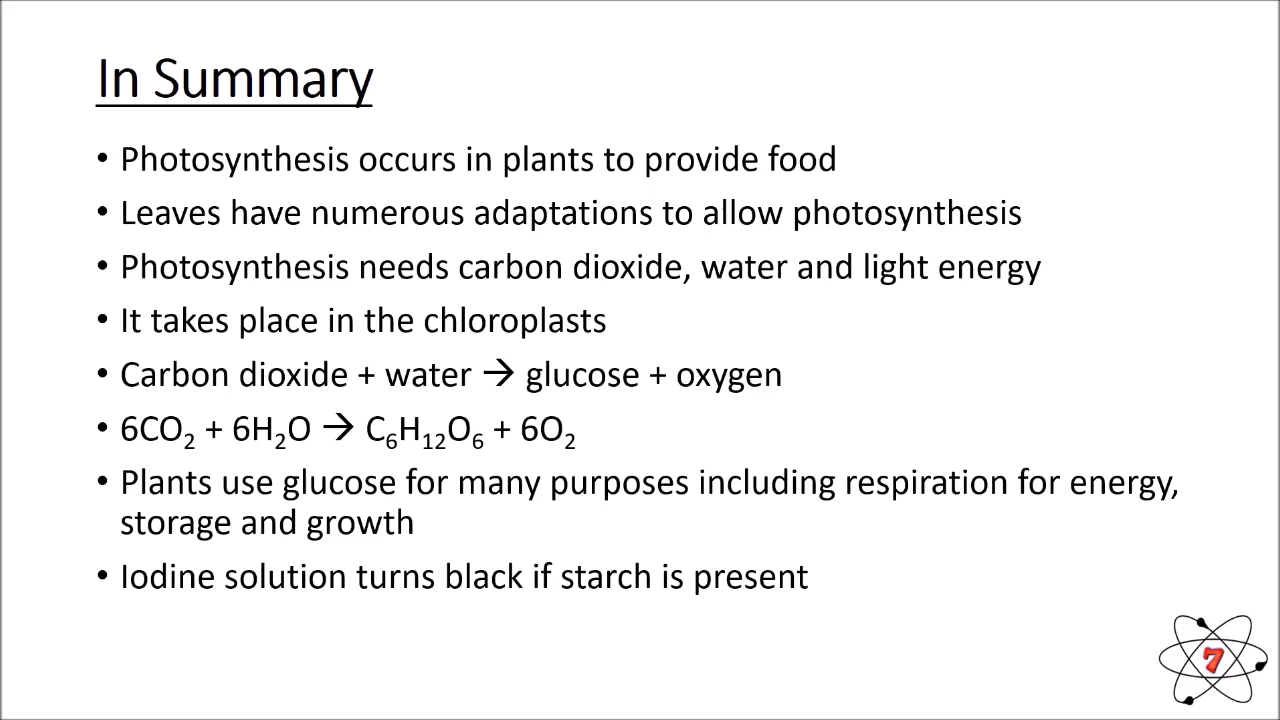 In Summary
• Photosynthesis occurs in plants to provide food
• Leaves have numerous adaptations to allow photosynthesis
• Photosynthesis needs carbon dioxide, water and light energy
• It takes place in the chloroplasts
• Carbon dioxide + water → glucose + oxygen
• 6CO₂ + 6H₂O → C₆H₁₂O₆ + 6O₂
• Plants use glucose for many purposes including respiration for energy,
storage and growth
• Iodine solution turns black if starch is present
7